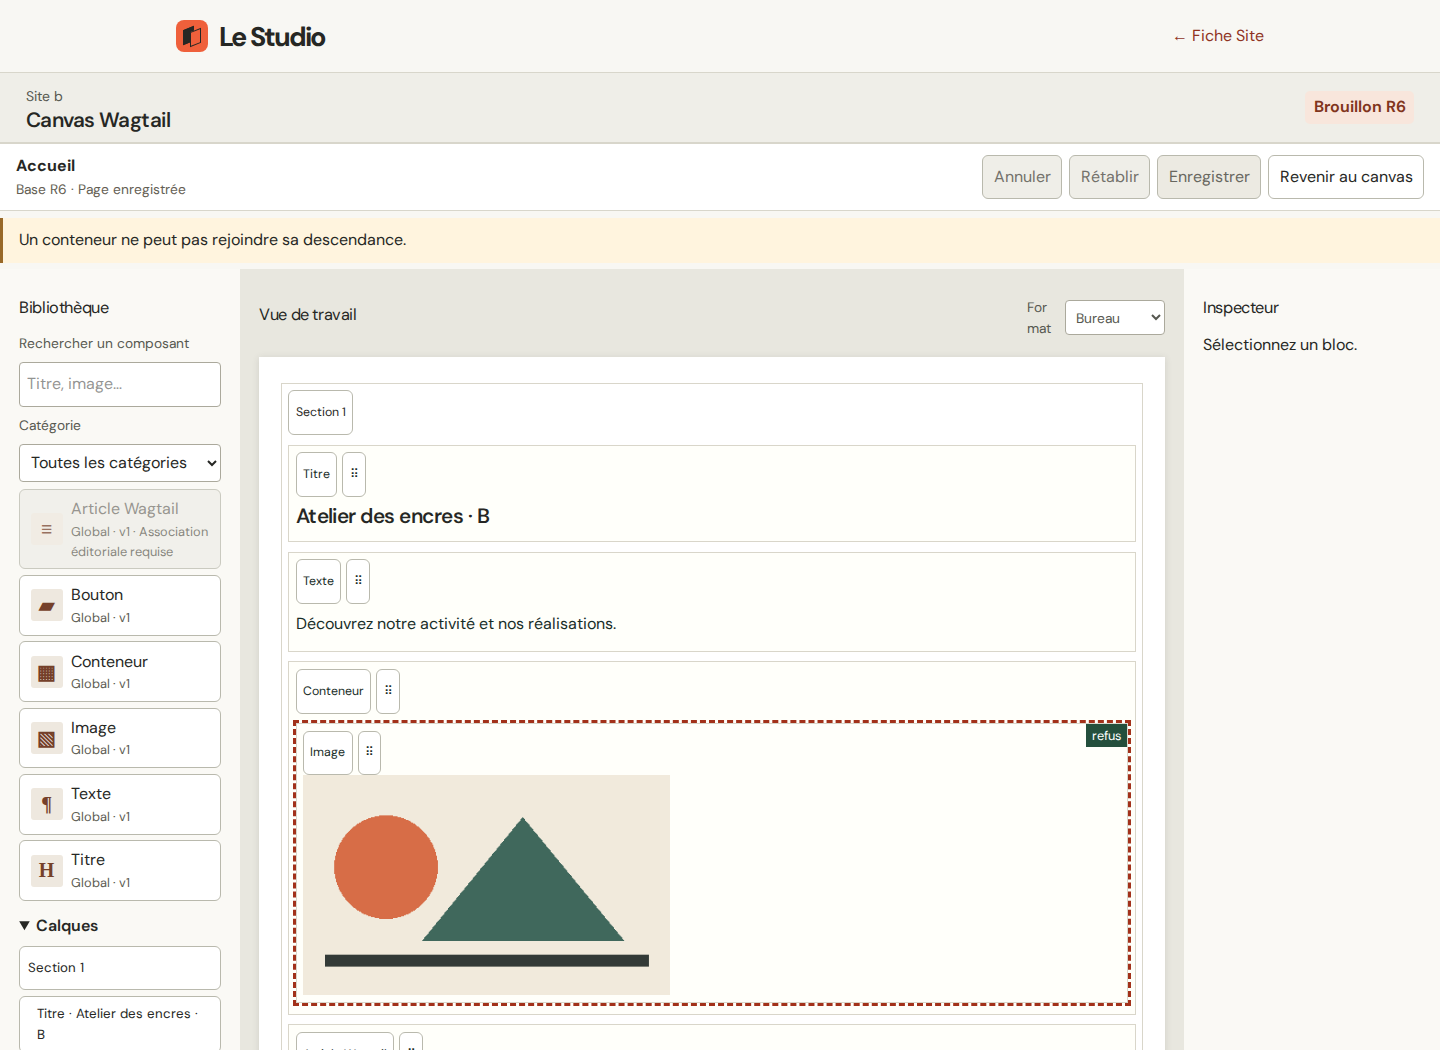 Le Studio
← Fiche Site
Site b
Canvas Wagtail
Brouillon R6
Accueil
Base R6 · Page enregistrée
Annuler
Rétablir
Enregistrer
Revenir au canvas
Un conteneur ne peut pas rejoindre sa descendance.
Bibliothèque
Rechercher un composant
Titre, image…
Catégorie
Toutes les catégories
≡
Article Wagtail
Global · v1 · Association
éditoriale requise
Bouton
Global · v1
Conteneur
Global · v1
Image
Global · v1
¶
Texte
Global · v1
H
Titre
Global · v1
▼ Calques
Section 1
Titre · Atelier des encres ·
B
Vue de travail
For
mat
Bureau
Section 1
Titre
Atelier des encres · B
Texte
Découvrez notre activité et nos réalisations.
Conteneur
refus
Image
Inspecteur
Sélectionnez un bloc.